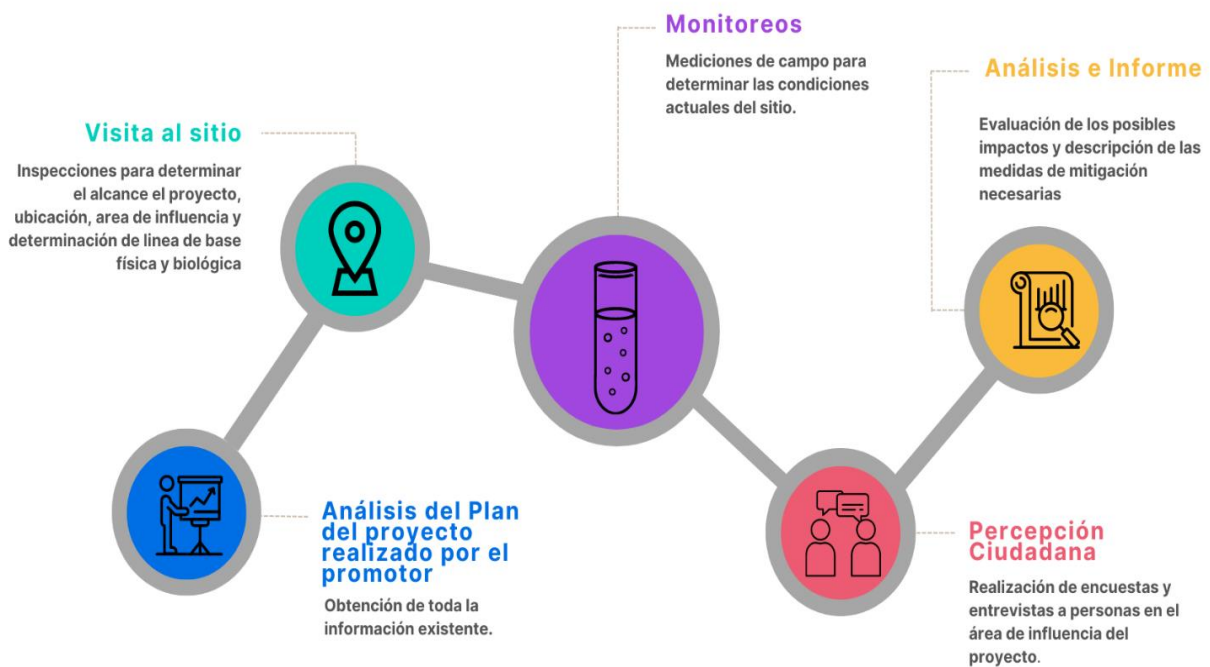 Análisis del Plan
del proyecto
realizado por el
promotor
Obtención de toda la
información existente.
Visita al sitio
Inspecciones para determinar
el alcance el proyecto,
ubicación, area de influencia y
determinación de linea de base
física y biológica
Monitoreos
Mediciones de campo para
determinar las condiciones
actuales del sitio.
Percepción
Ciudadana
Realización de encuestas y
entrevistas a personas en el
área de influencia del
proyecto.
Análisis e Informe
Evaluación de los posibles
impactos y descripción de las
medidas de mitigación
necesarias